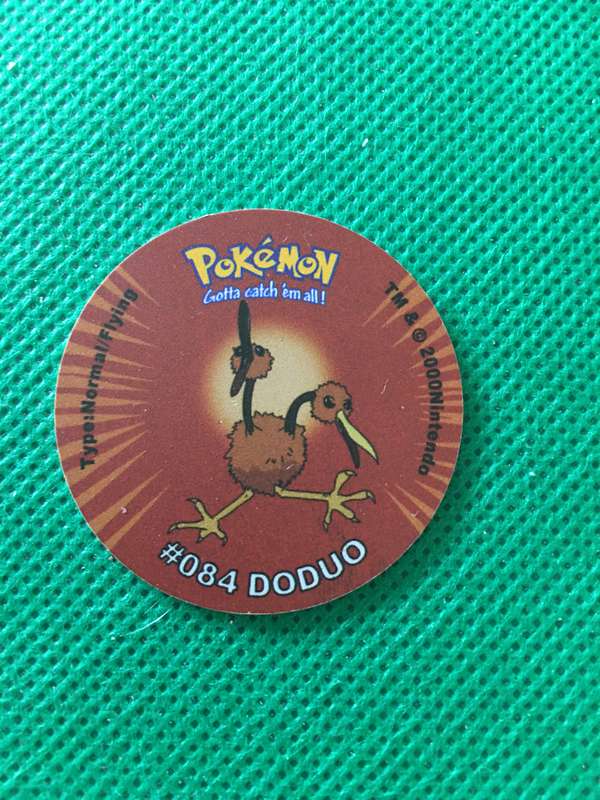 POKéMON
Gotta catch 'em all!
Type:Normal/Flying
TM & © 2000Nintendo
#084 DODUO